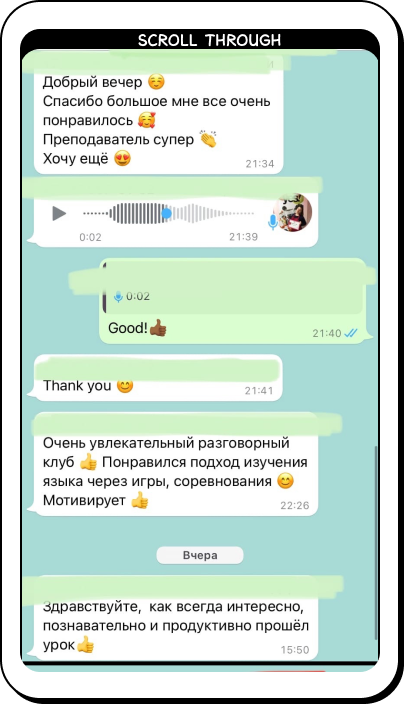 SCROLL THROUGH
Добрый вечер ☺️
Спасибо большое мне все очень
понравилось 🥰
Преподаватель супер 👏
Хочу ещё 😍
21:34
0:02
21:39
0:02
Good!👍🏾
21:40
Thank you 😊
21:41
Очень увлекательный разговорный
клуб 👍 Понравился подход изучения
языка через игры, соревнования 😊
Мотивирует 👍
22:26
Вчера
Здравствуйте, как всегда интересно,
познавательно и продуктивно прошёл
урок👍
15:50